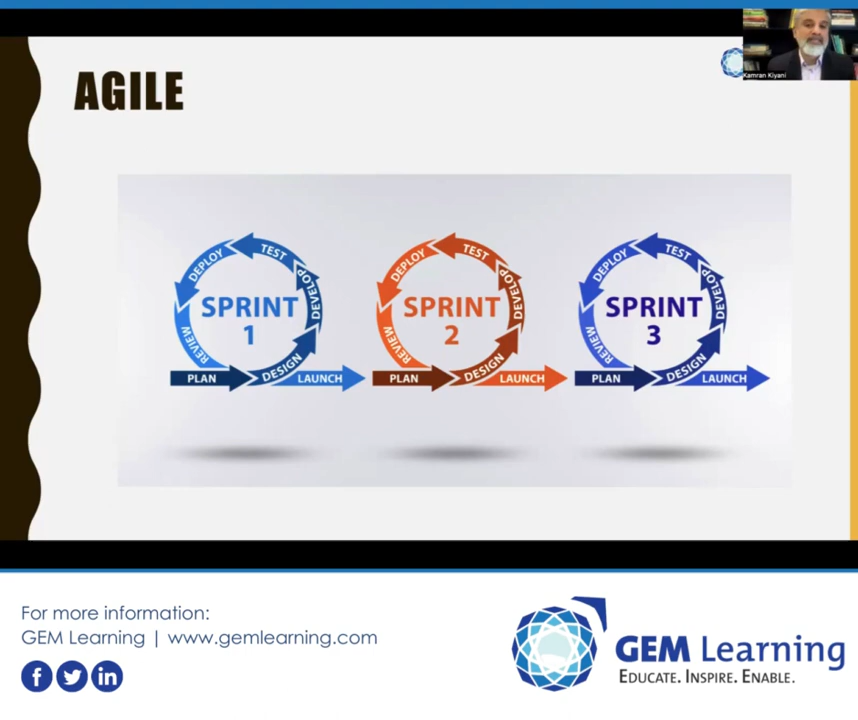 Kamran Kiyani
AGILE
DEPLOY
TEST
DEVELOP
SPRINT
1
REVIEW
DESIGN
PLAN
LAUNCH
DEPLOY
TEST
DEVELOP
SPRINT
2
REVIEW
DESIGN
PLAN
LAUNCH
DEPLOY
TEST
DEVELOP
SPRINT
3
REVIEW
DESIGN
PLAN
LAUNCH
For more information:
GEM Learning | www.gemlearning.com
f
in
GEM Learning
EDUCATE. INSPIRE. ENABLE.